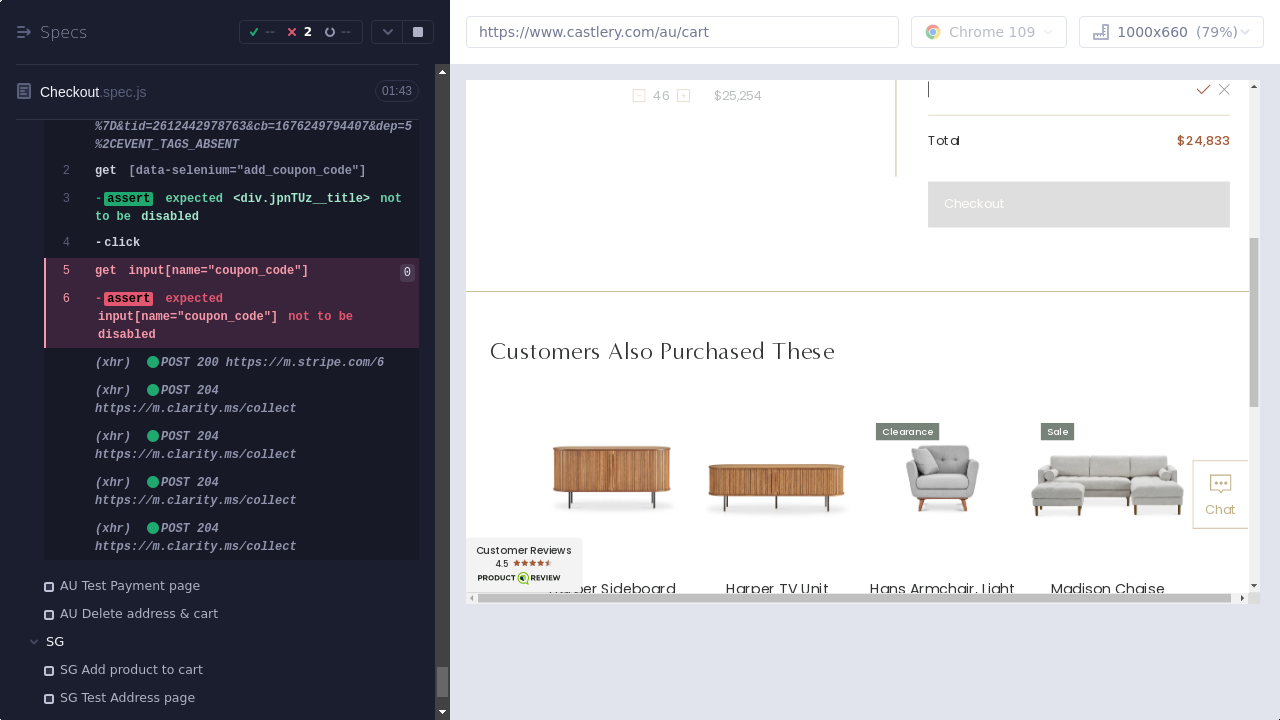 Specs
--
2
--
https://www.castlery.com/au/cart
Chrome 109
1000x660 (79%)
Checkout.spec.js
01:43
%7D&tid=2612442978763&cb=1676249794407&dep=5
%2CEVENT_TAGS_ABSENT
2 get [data-selenium="add_coupon_code"]
3 -assert expected <div.jpnTUz__title> not
to be disabled
4 -click
5 get input[name="coupon_code"] 0
6 -assert expected
input[name="coupon_code"] not to be
disabled
(xhr) POST 200 https://m.stripe.com/6
(xhr) POST 204
https://m.clarity.ms/collect
(xhr) POST 204
https://m.clarity.ms/collect
(xhr) POST 204
https://m.clarity.ms/collect
(xhr) POST 204
https://m.clarity.ms/collect
AU Test Payment page
AU Delete address & cart
SG
SG Add product to cart
SG Test Address page
46 $25,254
Total $24,833
Checkout
Customers Also Purchased These
Clearance
Sale
Chat
Customer Reviews
4.5
PRODUCT REVIEW
Harper Sideboard
Harper TV Unit
Hans Armchair, Light
Madison Chaise